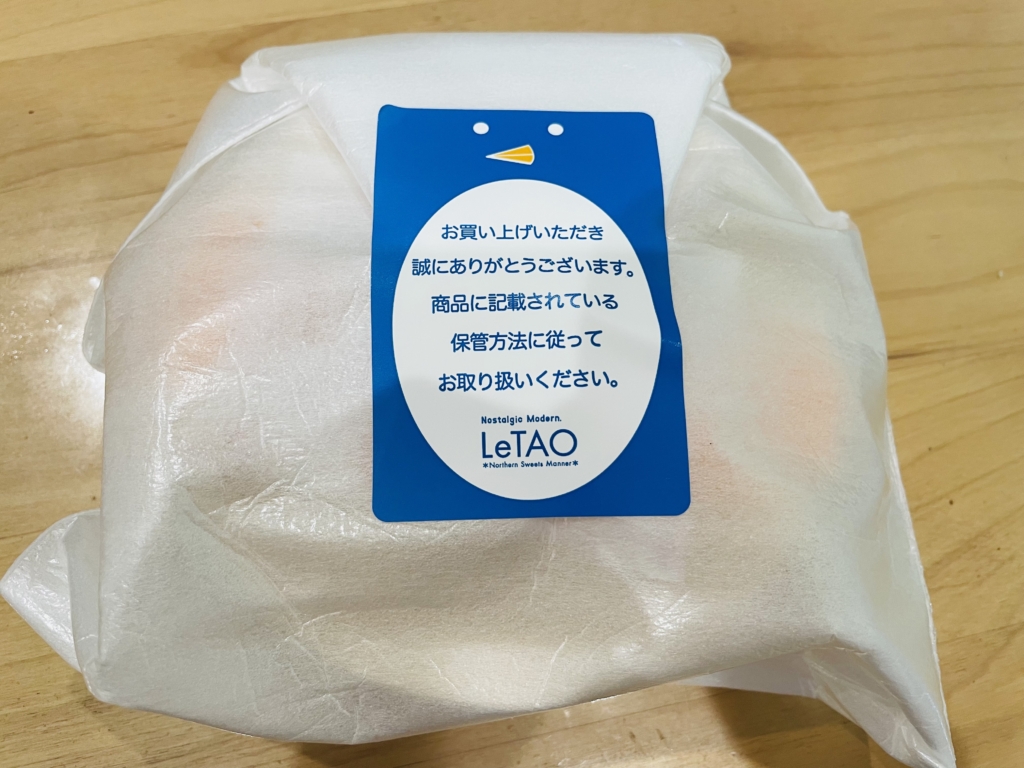 お買い上げいただき
誠にありがとうございます。
商品に記載されている
保管方法に従って
お取り扱いください。
Nostalgic Modern.
LeTAO
*Northern Sweets Manner*